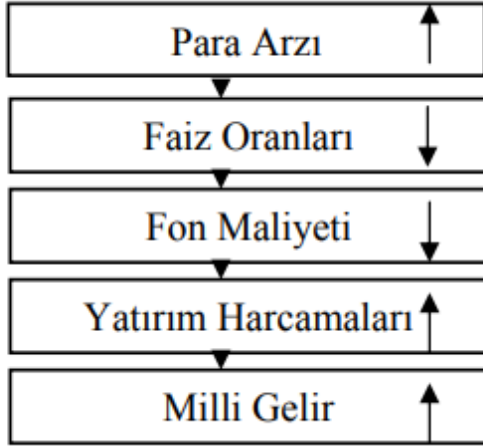 Para Arzı
Faiz Oranları
Fon Maliyeti
Yatırım Harcamaları
Milli Gelir